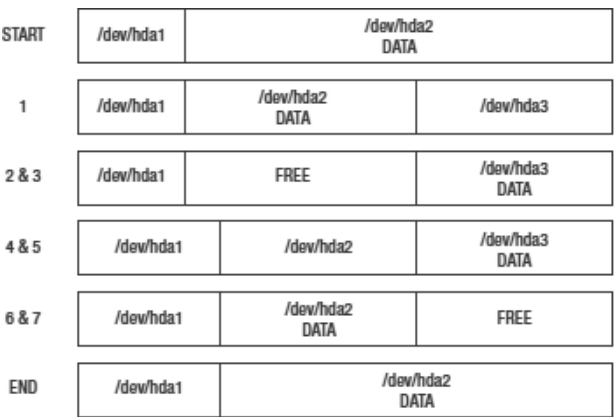 START
/dev/hda1
/dev/hda2
DATA
1
/dev/hda1
/dev/hda2
DATA
/dev/hda3
2 & 3
/dev/hda1
FREE
/dev/hda3
DATA
4 & 5
/dev/hda1
/dev/hda2
/dev/hda3
DATA
6 & 7
/dev/hda1
/dev/hda2
DATA
FREE
END
/dev/hda1
/dev/hda2
DATA